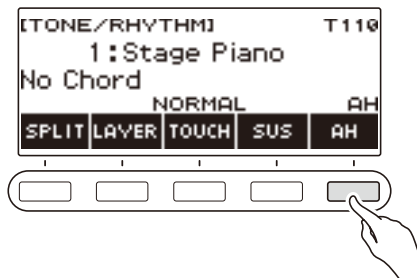 [TONE/RHYTHM] T110
1:Stage Piano
No Chord
NORMAL AH
SPLIT LAYER TOUCH SUS AH